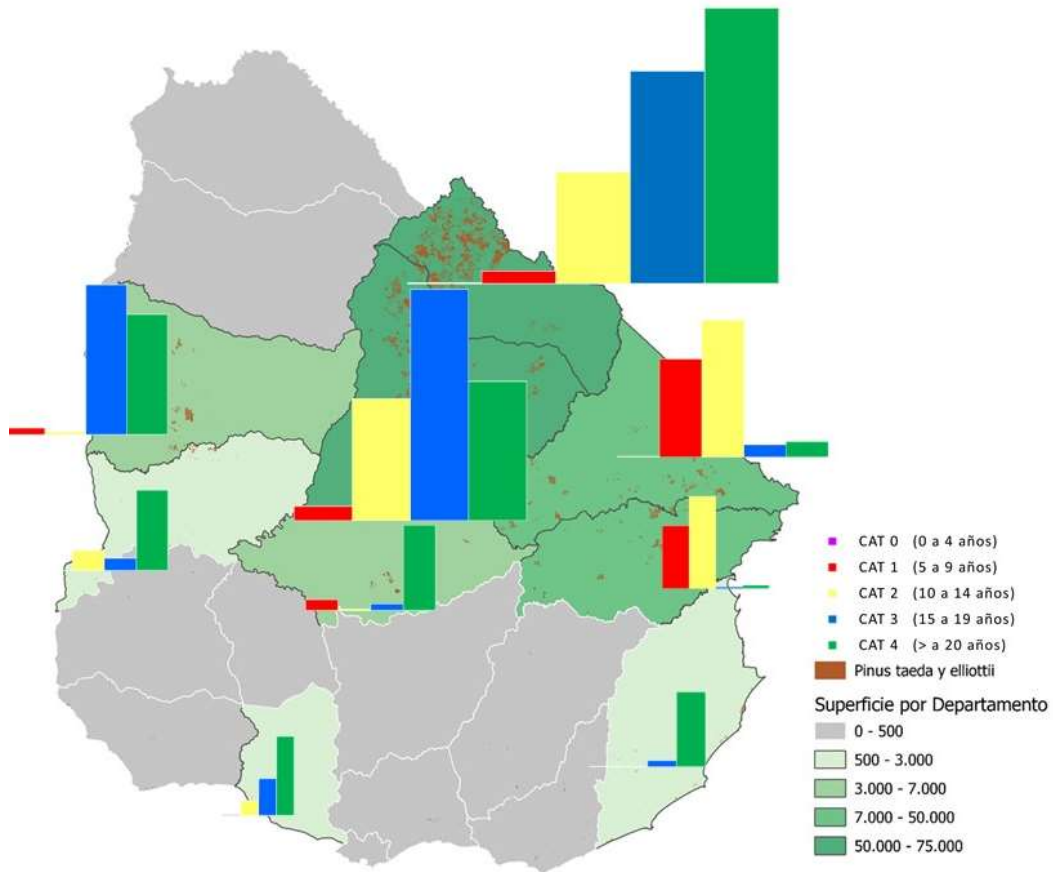 CAT 0 (0 a 4 años)
CAT 1 (5 a 9 años)
CAT 2 (10 a 14 años)
CAT 3 (15 a 19 años)
CAT 4 (> a 20 años)
Pinus taeda y elliottii
Superficie por Departamento
0 - 500
500 - 3.000
3.000 - 7.000
7.000 - 50.000
50.000 - 75.000